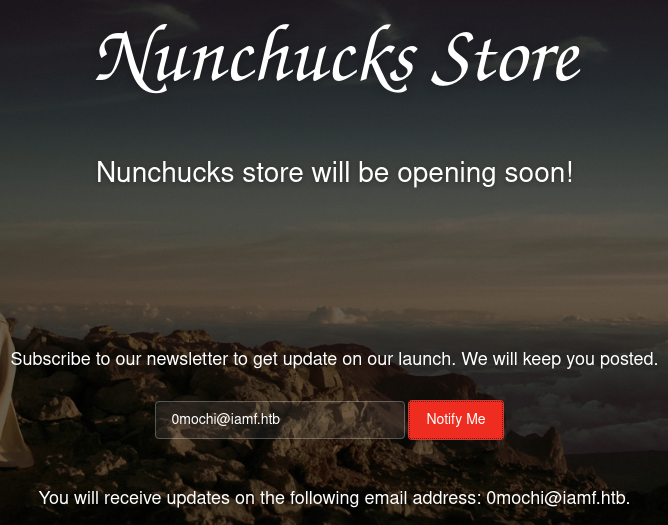 Nunchucks Store
Nunchucks store will be opening soon!
Subscribe to our newsletter to get update on our launch. We will keep you posted.
0mochi@iamf.htb
Notify Me
You will receive updates on the following email address: 0mochi@iamf.htb.